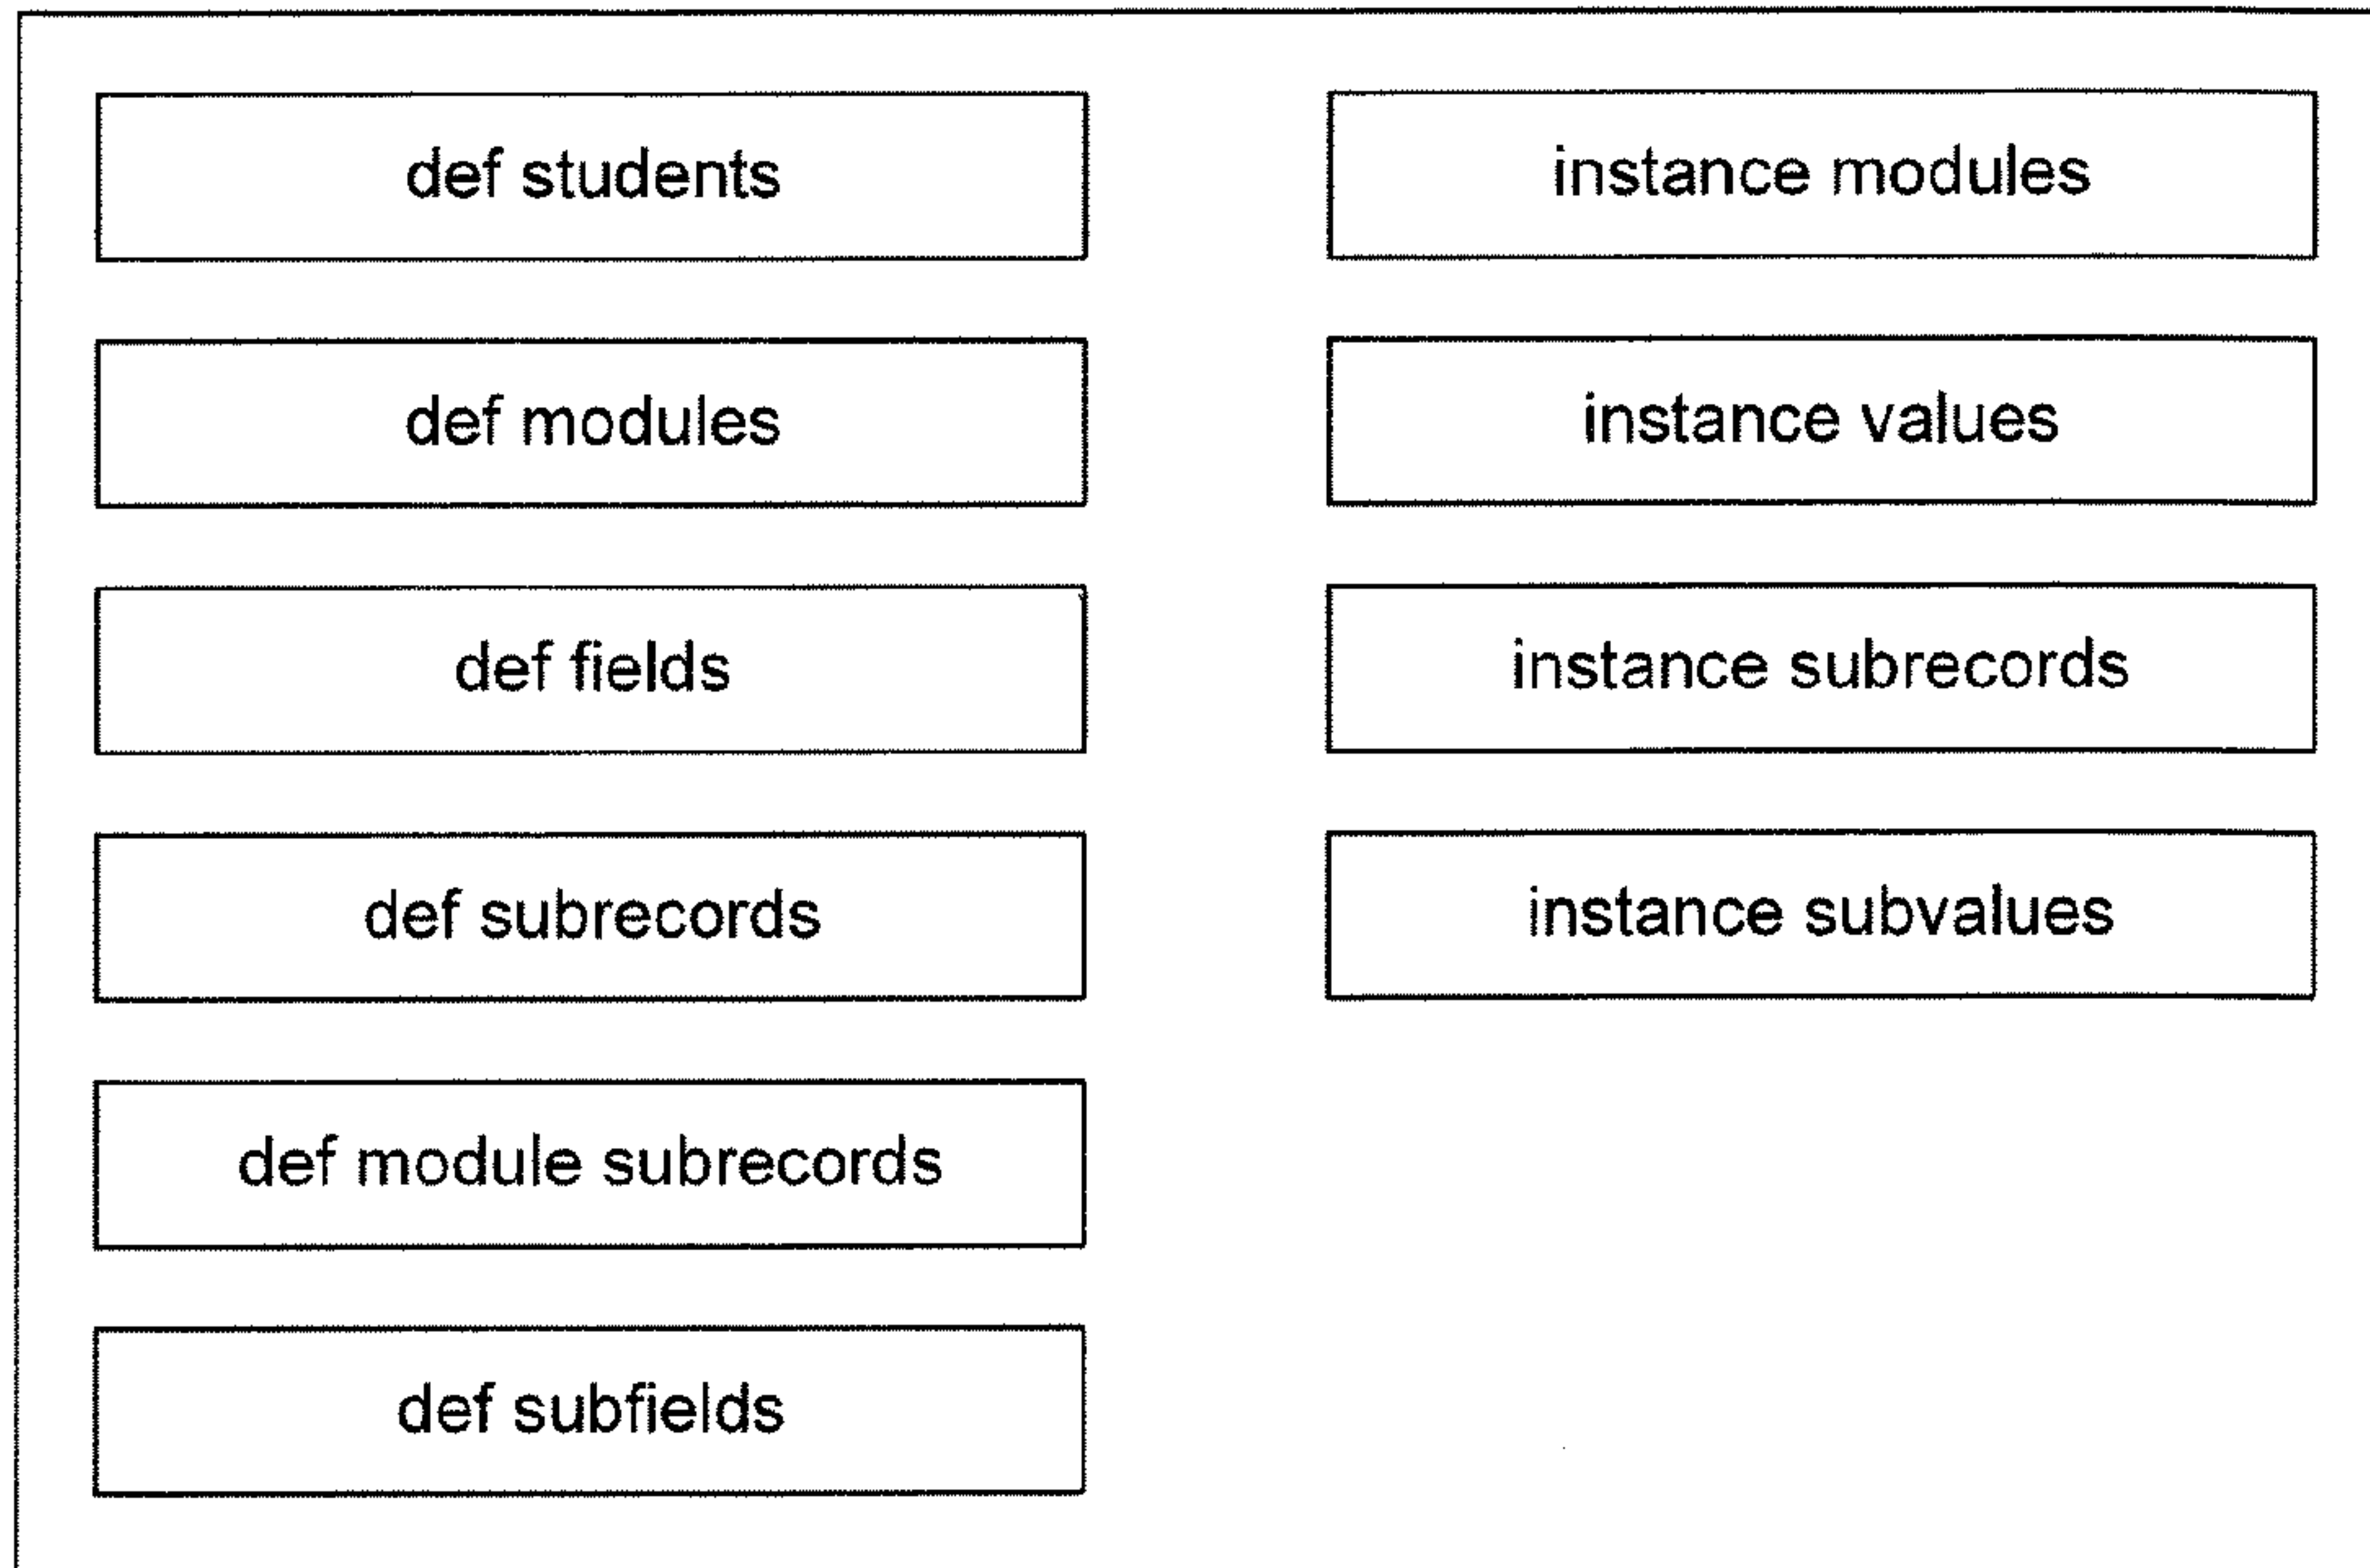 def students
def modules
def fields
def subrecords
def module subrecords
def subfields
instance modules
instance values
instance subrecords
instance subvalues